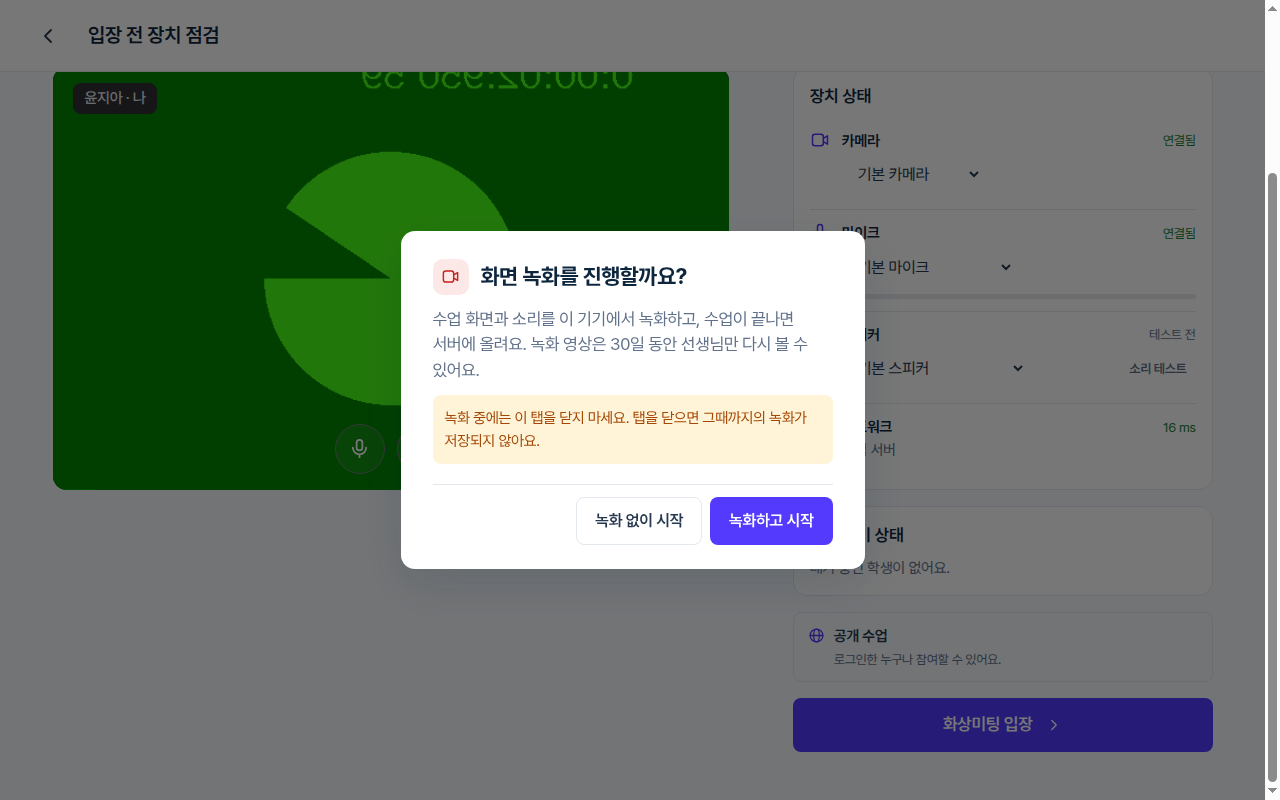 입장 전 장치 점검
윤지아 · 나
장치 상태
카메라
연결됨
기본 카메라
연결됨
기본 마이크
테스트 전
기본 스피커
소리 테스트
16 ms
서버
상태
학생이 없어요.
공개 수업
로그인한 누구나 참여할 수 있어요.
화상미팅 입장
화면 녹화를 진행할까요?
수업 화면과 소리를 이 기기에서 녹화하고, 수업이 끝나면
서버에 올려요. 녹화 영상은 30일 동안 선생님만 다시 볼 수
있어요.
녹화 중에는 이 탭을 닫지 마세요. 탭을 닫으면 그때까지의 녹화가
저장되지 않아요.
녹화 없이 시작
녹화하고 시작